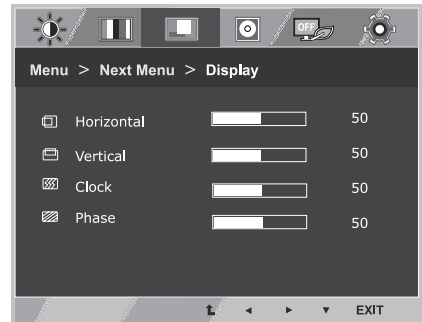 OFF
Menu > Next Menu > Display
Horizontal 50
Vertical 50
Clock 50
Phase 50
EXIT